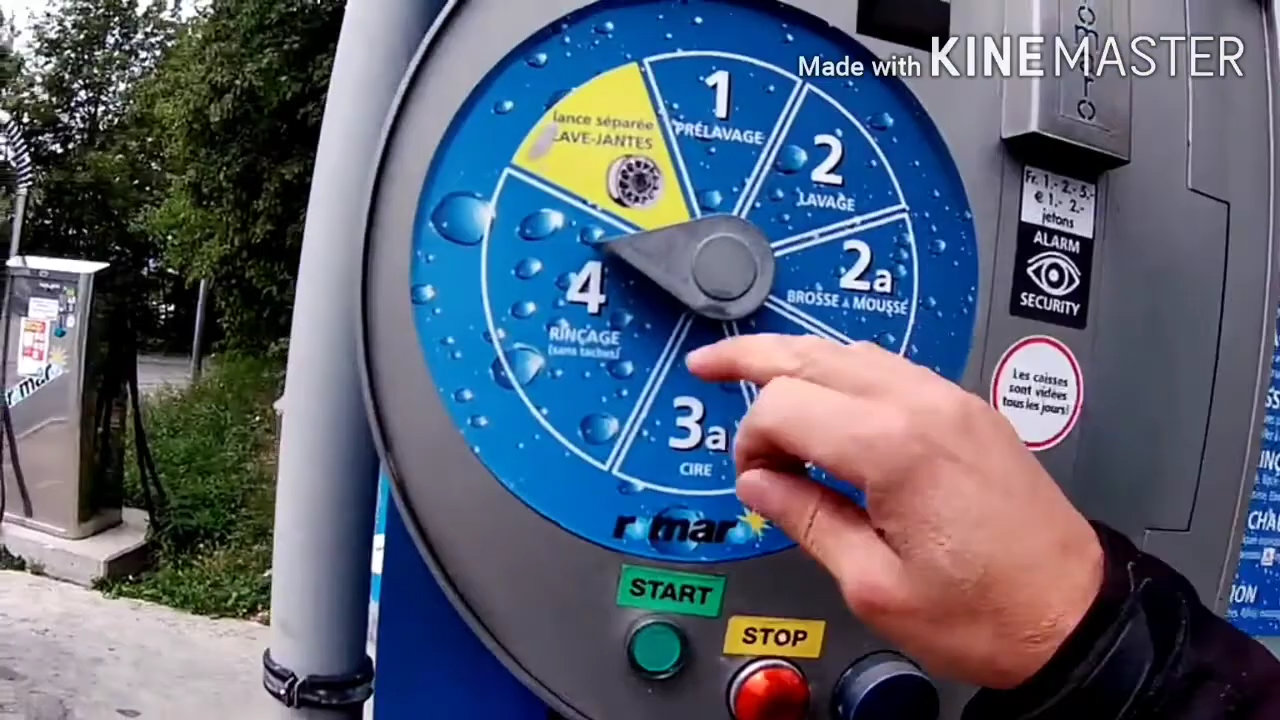 Made with KINEMASTER
lance séparée
LAVE-JANTES
1
PRÉLAVAGE
2
LAVAGE
2a
BROSSE à MOUSSE
4
RINÇAGE
(sans taches)
3a
CIRE
START
STOP
Fr. 1.- 2.- 5.-
€ 1.- 2.-
jetons
ALARM
SECURITY
Les caisses
sont vidées
tous les jours!